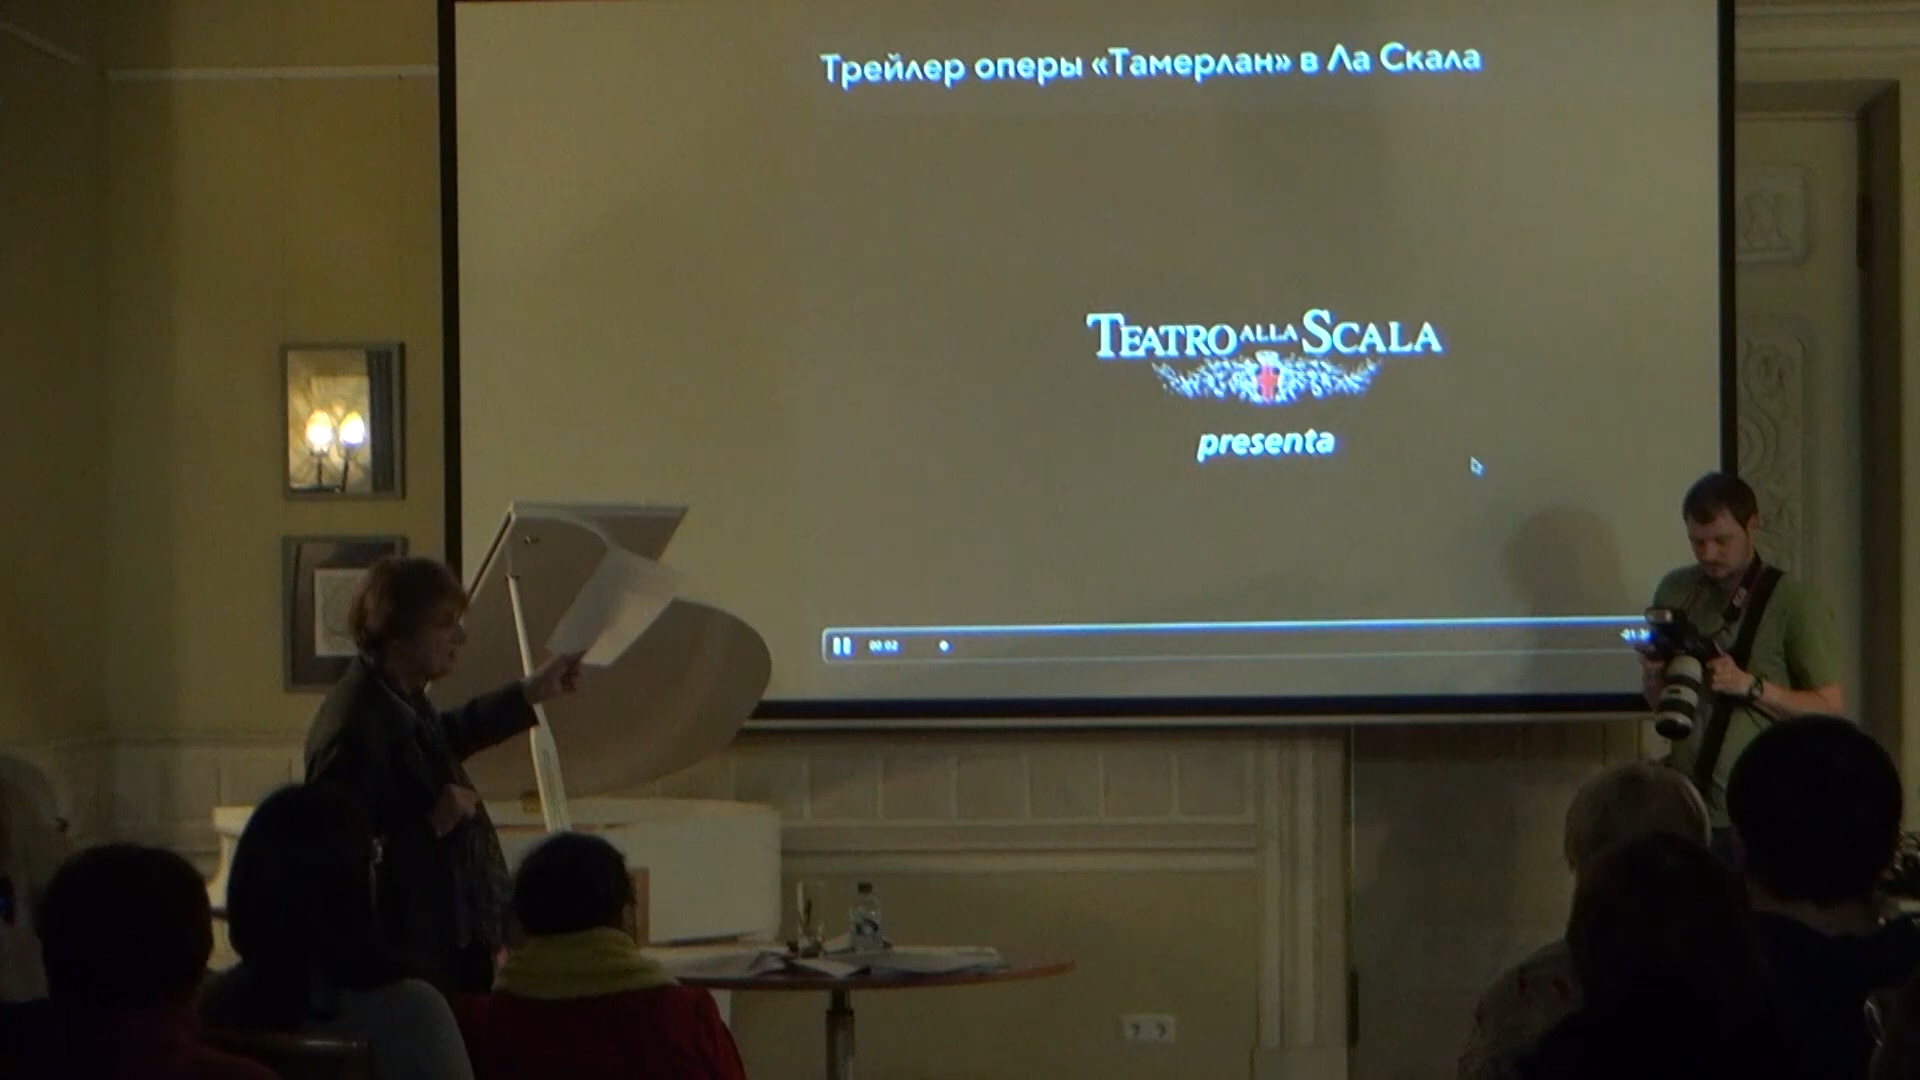 Трейлер оперы «Тамерлан» в Ла Скала
TEATRO ALLA SCALA
presenta
00:02